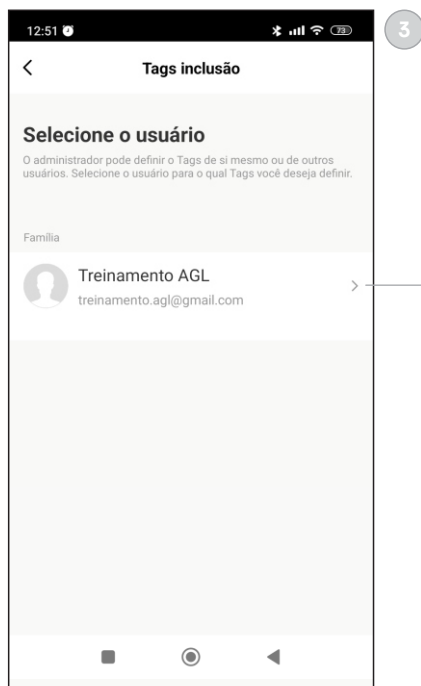 12:51
73
3
Tags inclusão
Selecione o usuário
O administrador pode definir o Tags de si mesmo ou de outros
usuários. Selecione o usuário para o qual Tags você deseja definir.
Família
Treinamento AGL
treinamento.agl@gmail.com